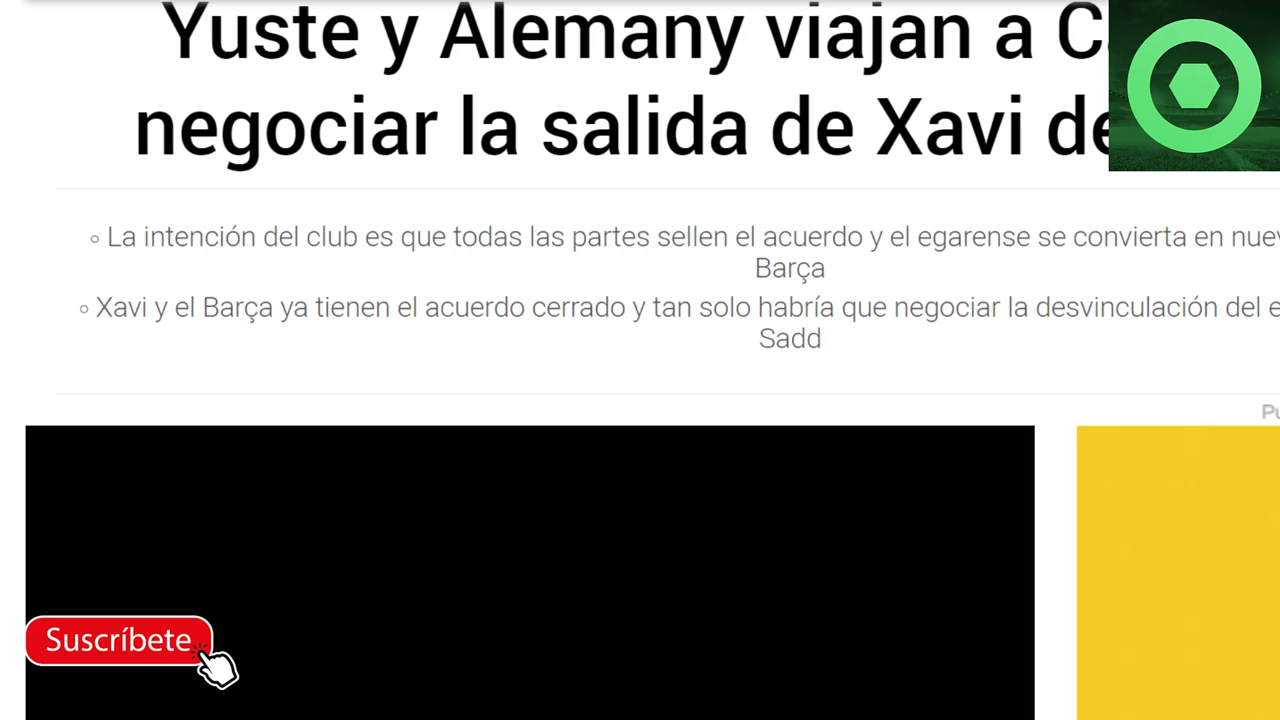 Yuste y Alemany viajan a
negociar la salida de Xavi
La intención del club es que todas las partes sellen el acuerdo y el egarense se convierta en
Barça
Xavi y el Barça ya tienen el acuerdo cerrado y tan solo habría que negociar la desvinculación del
Sadd
Suscríbete